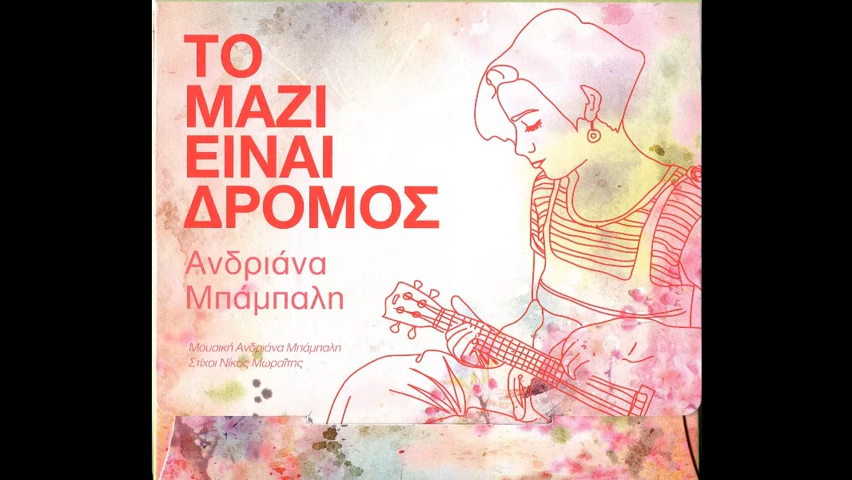 ΤΟ
ΜΑΖΙ
ΕΙΝΑΙ
ΔΡΟΜΟΣ
Ανδριάνα
Μπάμπαλη
Μουσική Ανδριάνα Μπάμπαλη
Στίχοι Νίκος Μωραΐτης